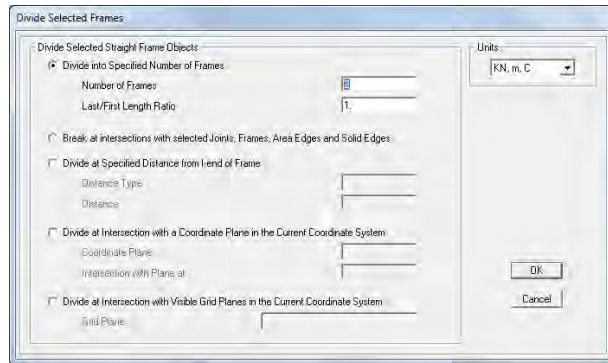 Divide Selected Frames
Divide Selected Straight Frame Objects
Divide into Specified Number of Frames
Number of Frames
Last/First Length Ratio
1.
Break at intersections with selected Joints, Frames, Area Edges and Solid Edges
Divide at Specified Distance from I-end of Frame
Distance Type
Distance
Divide at Intersection with a Coordinate Plane in the Current Coordinate System
Coordinate Plane
Intersection with Plane at
Divide at Intersection with Visible Grid Planes in the Current Coordinate System
Grid Plane
Units
KN, m, C
OK
Cancel